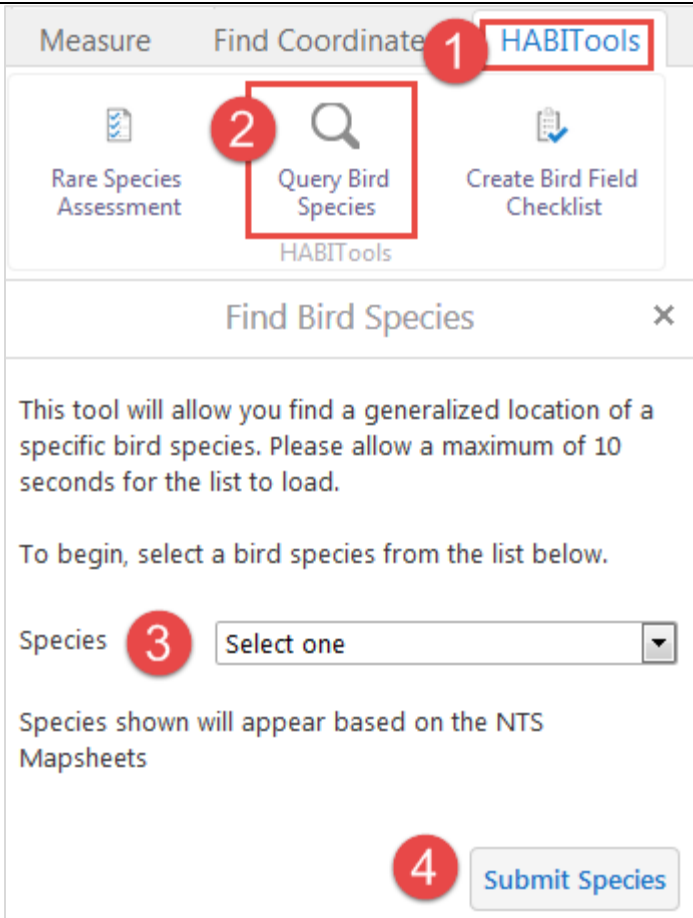 Measure Find Coordinate 1 HABITools
2
Rare Species Assessment
Query Bird Species
Create Bird Field Checklist
HABITools
Find Bird Species ×
This tool will allow you find a generalized location of a
specific bird species. Please allow a maximum of 10
seconds for the list to load.
To begin, select a bird species from the list below.
Species 3 Select one
Species shown will appear based on the NTS
Mapsheets
4 Submit Species